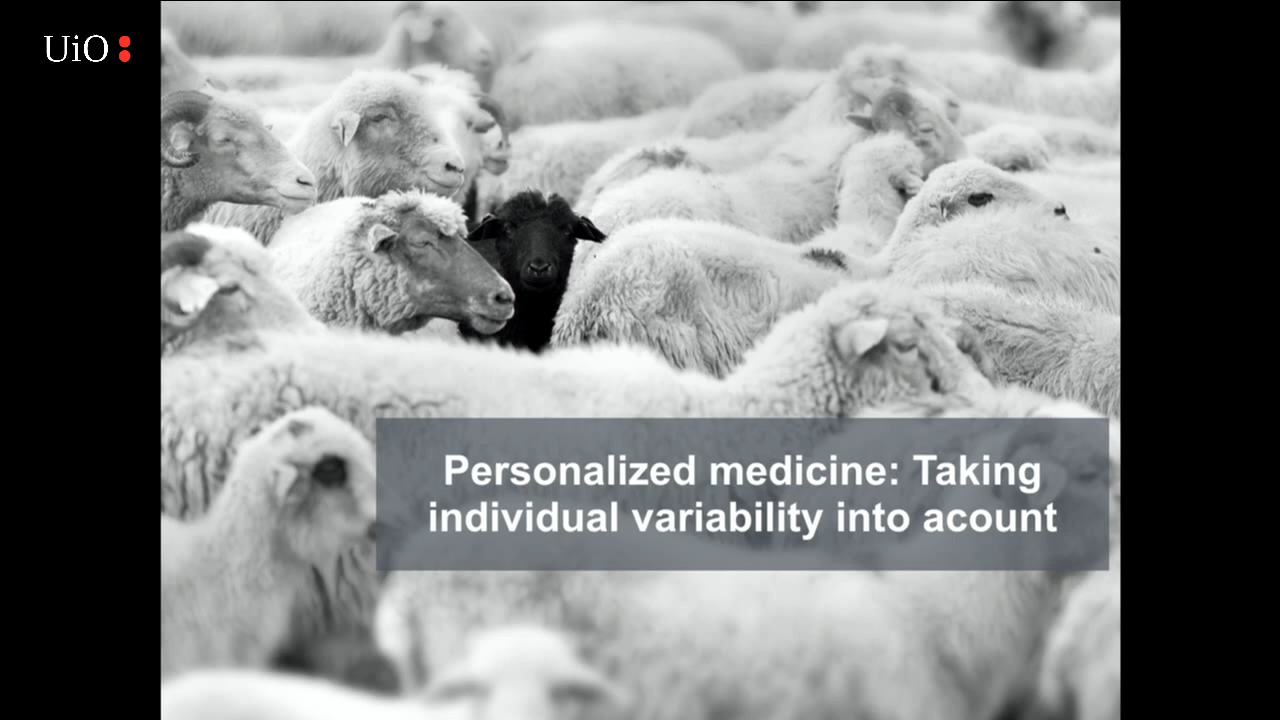 UiO
Personalized medicine: Taking
individual variability into acount